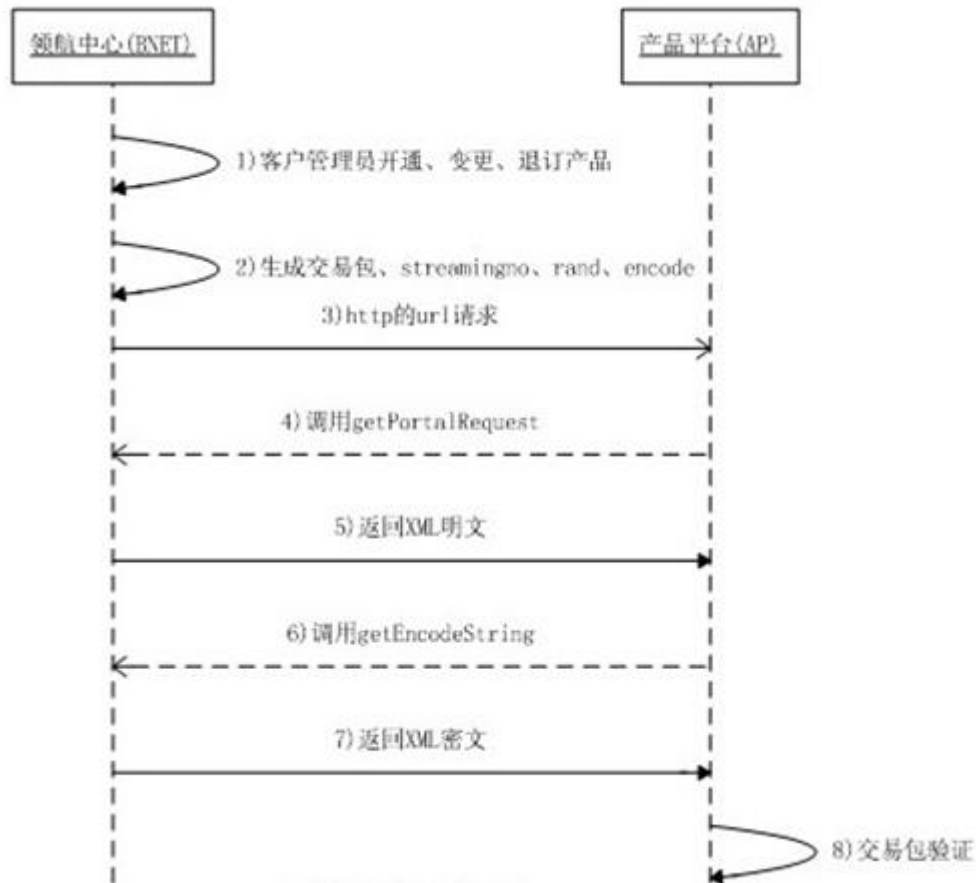 领航中心(BNET)
产品平台(AP)
1)客户管理员开通、变更、退订产品
2)生成交易包、streamingno、rand、encode
3)http的url请求
4)调用getPortalRequest
5)返回XML明文
6)调用getEncodeString
7)返回XML密文
8)交易包验证